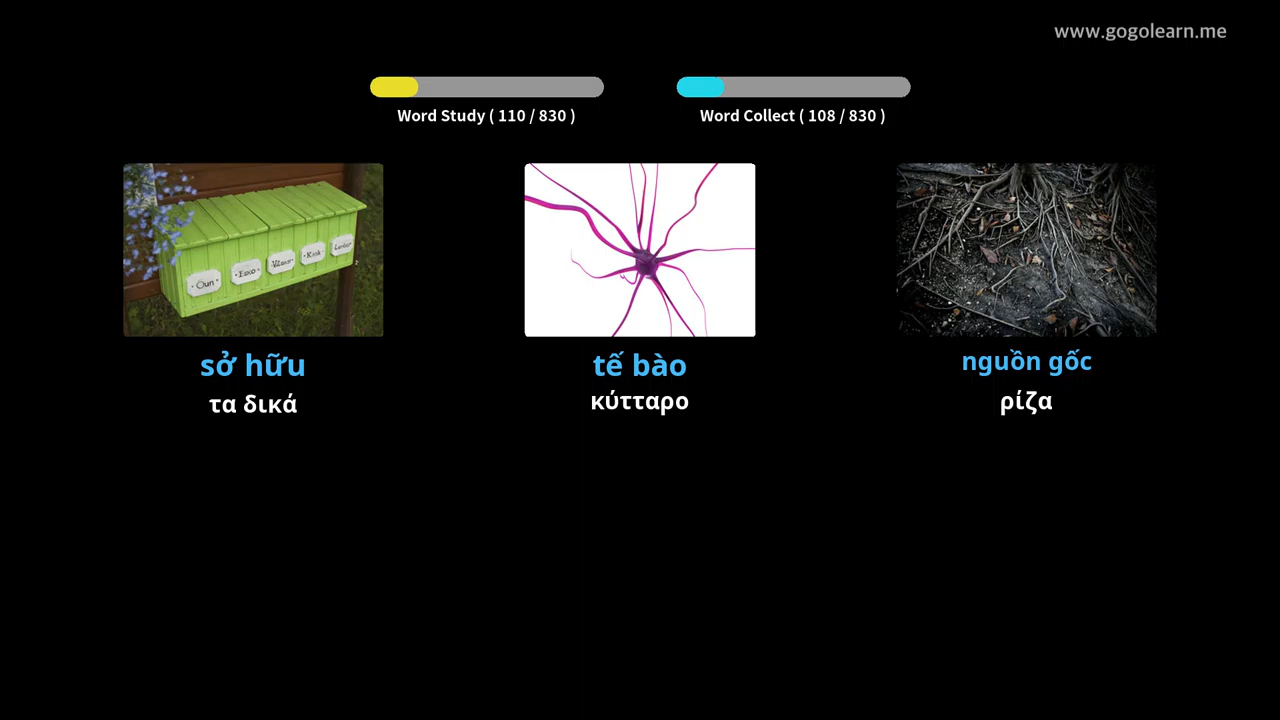 www.gogolearn.me
Word Study ( 110 / 830 )
Word Collect ( 108 / 830 )
sở hữu
τα δικά
tế bào
κύτταρο
nguồn gốc
ρίζα